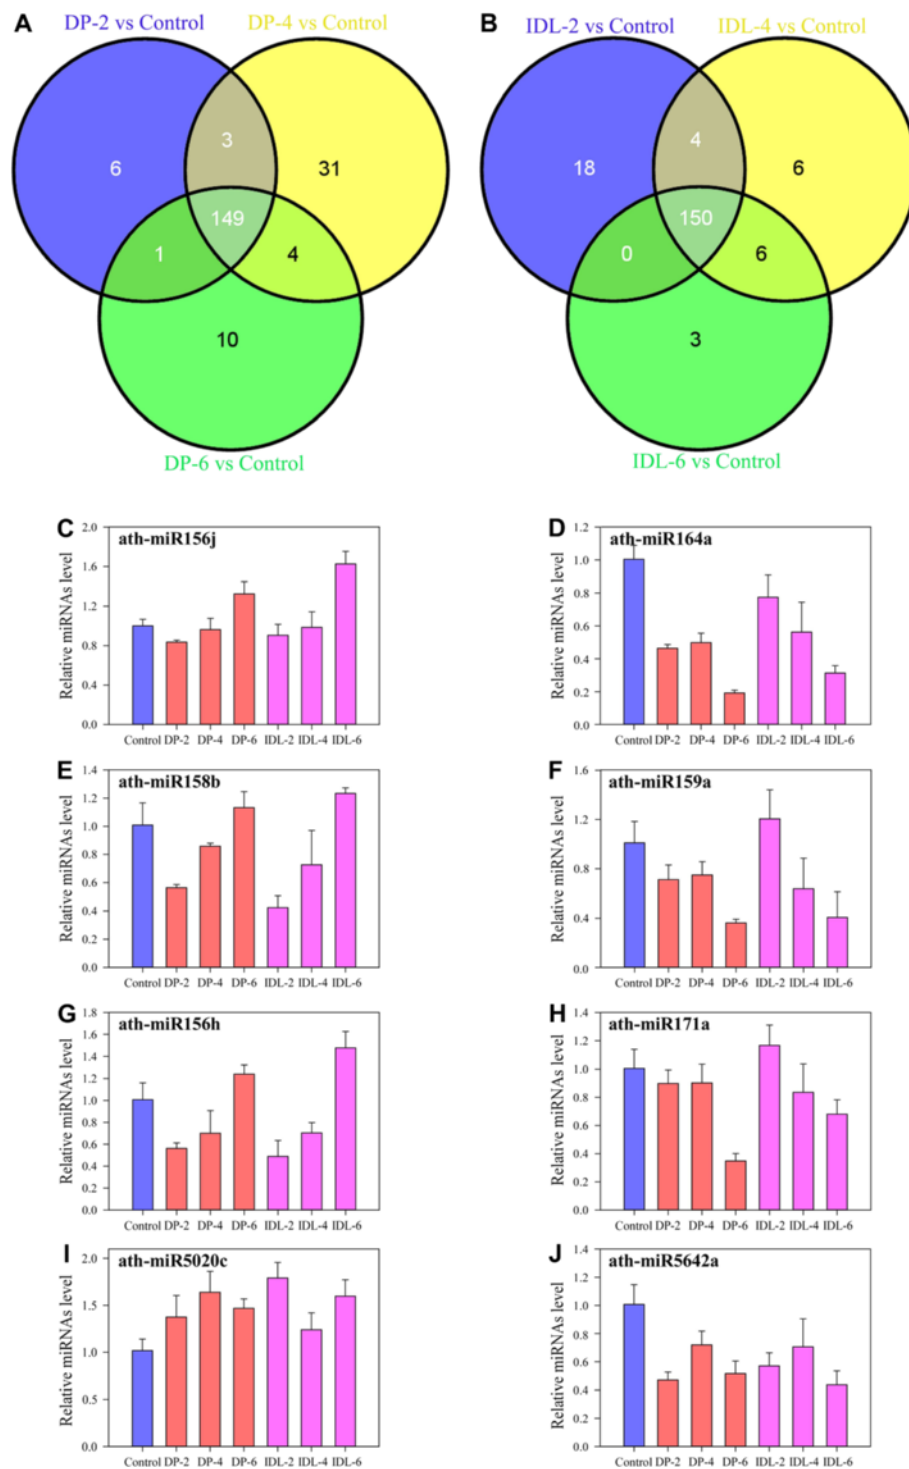 A
DP-2 vs Control
DP-4 vs Control
3
6
31
149
1
4
10
DP-6 vs Control
B
IDL-2 vs Control
IDL-4 vs Control
4
18
6
150
0
6
3
IDL-6 vs Control
C
ath-miR156j
Relative miRNAs level
2.0
1.6
1.2
0.8
0.4
0.0
Control DP-2 DP-4 DP-6 IDL-2 IDL-4 IDL-6
D
ath-miR164a
Relative miRNAs level
1.2
1.0
0.8
0.6
0.4
0.2
0.0
Control DP-2 DP-4 DP-6 IDL-2 IDL-4 IDL-6
E
ath-miR158b
Relative miRNAs level
1.4
1.2
1.0
0.8
0.6
0.4
0.2
0.0
Control DP-2 DP-4 DP-6 IDL-2 IDL-4 IDL-6
F
ath-miR159a
Relative miRNAs level
1.6
1.2
0.8
0.4
0.0
Control DP-2 DP-4 DP-6 IDL-2 IDL-4 IDL-6
G
ath-miR156h
Relative miRNAs level
1.8
1.6
1.4
1.2
1.0
0.8
0.6
0.4
0.2
0.0
Control DP-2 DP-4 DP-6 IDL-2 IDL-4 IDL-6
H
ath-miR171a
Relative miRNAs level
1.4
1.2
1.0
0.8
0.6
0.4
0.2
0.0
Control DP-2 DP-4 DP-6 IDL-2 IDL-4 IDL-6
I
ath-miR5020c
Relative miRNAs level
2.0
1.5
1.0
0.5
0.0
Control DP-2 DP-4 DP-6 IDL-2 IDL-4 IDL-6
J
ath-miR5642a
Relative miRNAs level
1.4
1.2
1.0
0.8
0.6
0.4
0.2
0.0
Control DP-2 DP-4 DP-6 IDL-2 IDL-4 IDL-6